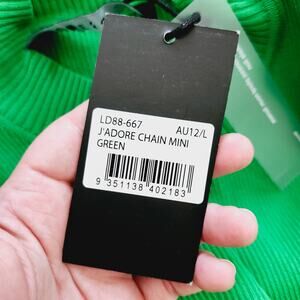 LD88-667 AU12/L
J'ADORE CHAIN MINI
GREEN
9 351138 402183